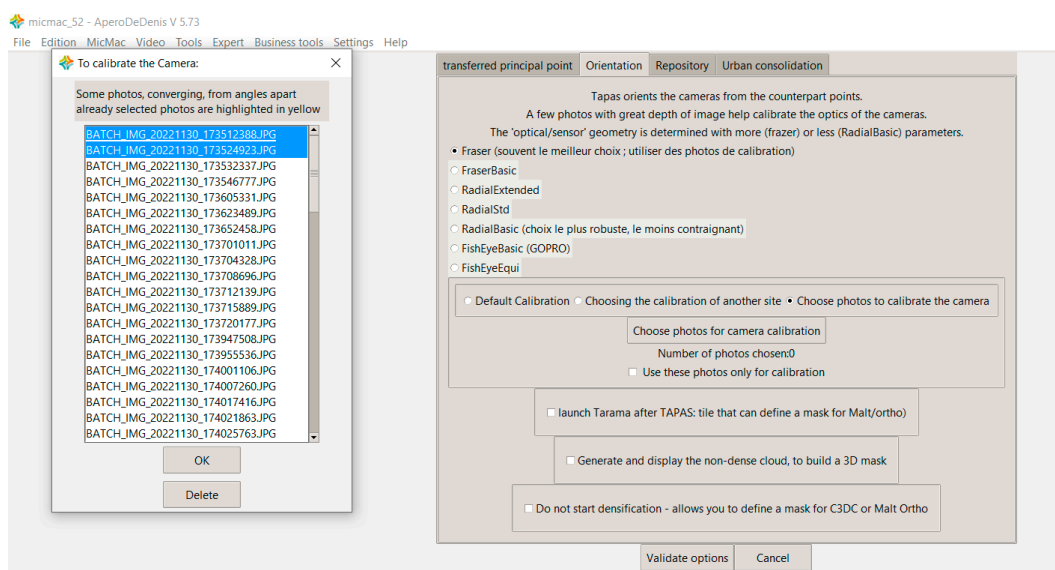 micmac_52 - AperoDeDenis V 5.73
File Edition MicMac Video Tools Expert Business tools Settings Help
To calibrate the Camera:
Some photos, converging, from angles apart
already selected photos are highlighted in yellow
BATCH_IMG_20221130_173512388.JPG
BATCH_IMG_20221130_173524923.JPG
BATCH_IMG_20221130_173532337.JPG
BATCH_IMG_20221130_173546777.JPG
BATCH_IMG_20221130_173605331.JPG
BATCH_IMG_20221130_173623489.JPG
BATCH_IMG_20221130_173652458.JPG
BATCH_IMG_20221130_173701011.JPG
BATCH_IMG_20221130_173704328.JPG
BATCH_IMG_20221130_173708696.JPG
BATCH_IMG_20221130_173712139.JPG
BATCH_IMG_20221130_173715889.JPG
BATCH_IMG_20221130_173720177.JPG
BATCH_IMG_20221130_173947508.JPG
BATCH_IMG_20221130_173955536.JPG
BATCH_IMG_20221130_174001106.JPG
BATCH_IMG_20221130_174007260.JPG
BATCH_IMG_20221130_174017416.JPG
BATCH_IMG_20221130_174021863.JPG
BATCH_IMG_20221130_174025763.JPG
OK
Delete
transferred principal point Orientation Repository Urban consolidation
Tapas orients the cameras from the counterpart points.
A few photos with great depth of image help calibrate the optics of the cameras.
The 'optical/sensor' geometry is determined with more (frazer) or less (RadialBasic) parameters.
Fraser (souvent le meilleur choix ; utiliser des photos de calibration)
FraserBasic
RadialExtended
RadialStd
RadialBasic (choix le plus robuste, le moins contraignant)
FishEyeBasic (GOPRO)
FishEyeEqui
Default Calibration Choosing the calibration of another site Choose photos to calibrate the camera
Choose photos for camera calibration
Number of photos chosen:0
Use these photos only for calibration
launch Tarama after TAPAS: tile that can define a mask for Malt/ortho)
Generate and display the non-dense cloud, to build a 3D mask
Do not start densification - allows you to define a mask for C3DC or Malt Ortho
Validate options Cancel